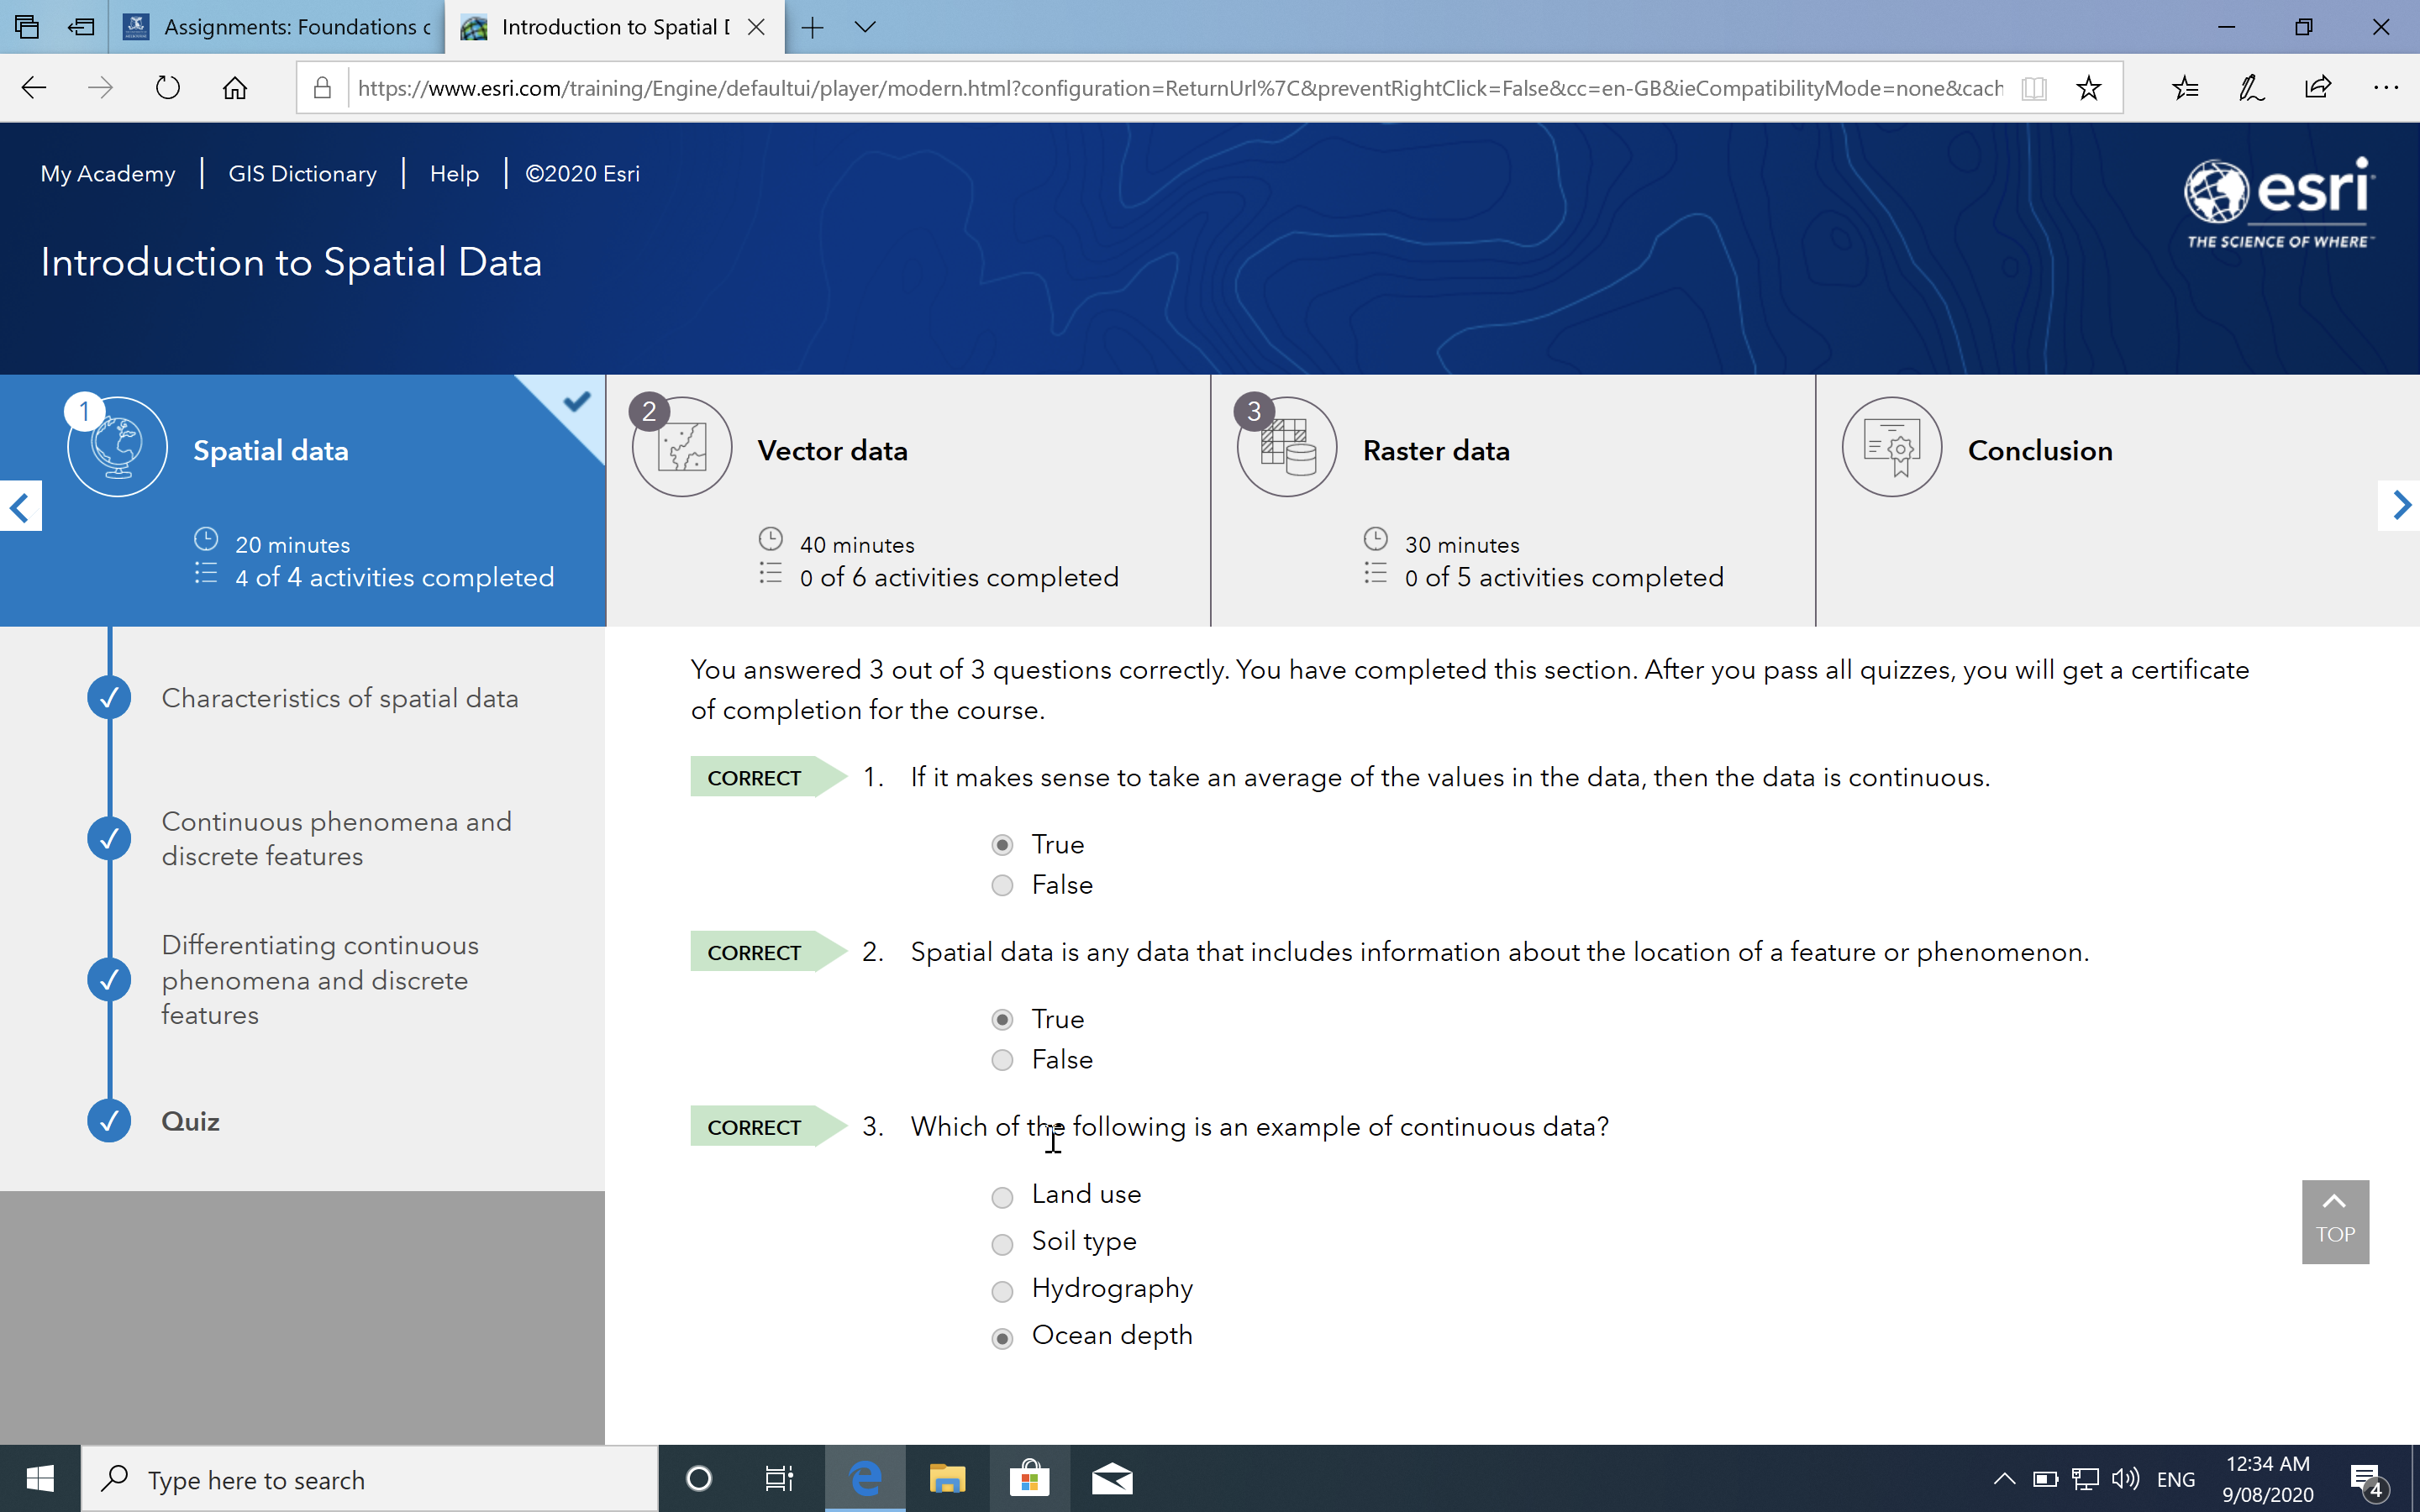 Assignments: Foundations c
Introduction to Spatial D
https://www.esri.com/training/Engine/defaultui/player/modern.html?configuration=ReturnUrl%7C&preventRightClick=False&cc=en-GB&ieCompatibilityMode=none&cach
My Academy | GIS Dictionary | Help | ©2020 Esri
esri
THE SCIENCE OF WHERE™
Introduction to Spatial Data
1
Spatial data
20 minutes
4 of 4 activities completed
2
Vector data
40 minutes
0 of 6 activities completed
3
Raster data
30 minutes
0 of 5 activities completed
Conclusion
Characteristics of spatial data
Continuous phenomena and
discrete features
Differentiating continuous
phenomena and discrete
features
Quiz
You answered 3 out of 3 questions correctly. You have completed this section. After you pass all quizzes, you will get a certificate
of completion for the course.
CORRECT 1. If it makes sense to take an average of the values in the data, then the data is continuous.
True
False
CORRECT 2. Spatial data is any data that includes information about the location of a feature or phenomenon.
True
False
CORRECT 3. Which of the following is an example of continuous data?
Land use
Soil type
Hydrography
Ocean depth
TOP
Type here to search
ENG
12:34 AM
9/08/2020
4